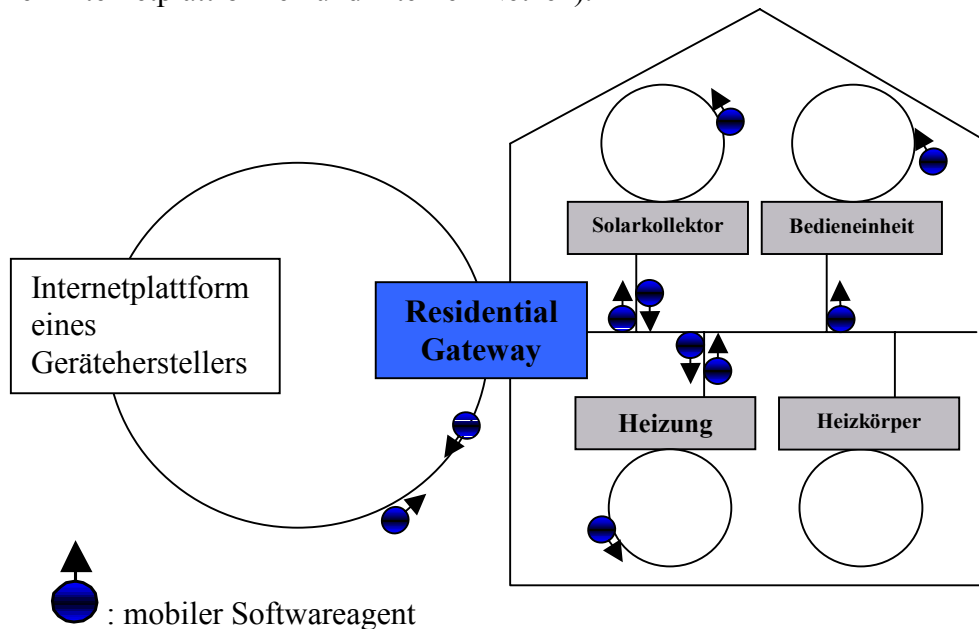 Solarkollektor
Bedieneinheit
Internetplattform
eines
Geräteherstellers
Residential
Gateway
Heizung
Heizkörper
: mobiler Softwareagent